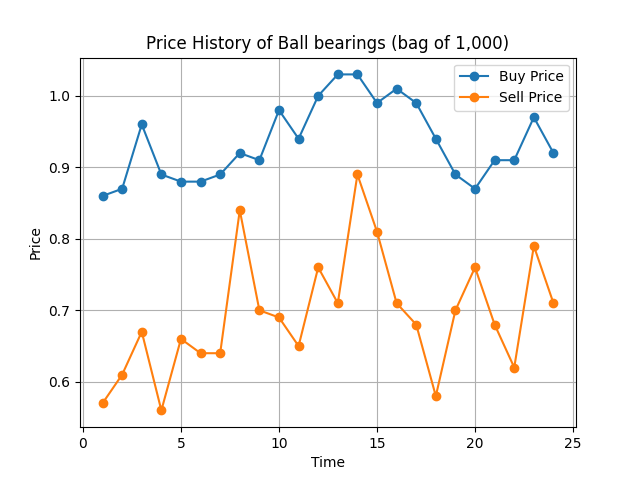 Price History of Ball bearings (bag of 1,000)
Buy Price
Sell Price
Price
1.0
0.9
0.8
0.7
0.6
0 5 10 15 20 25
Time